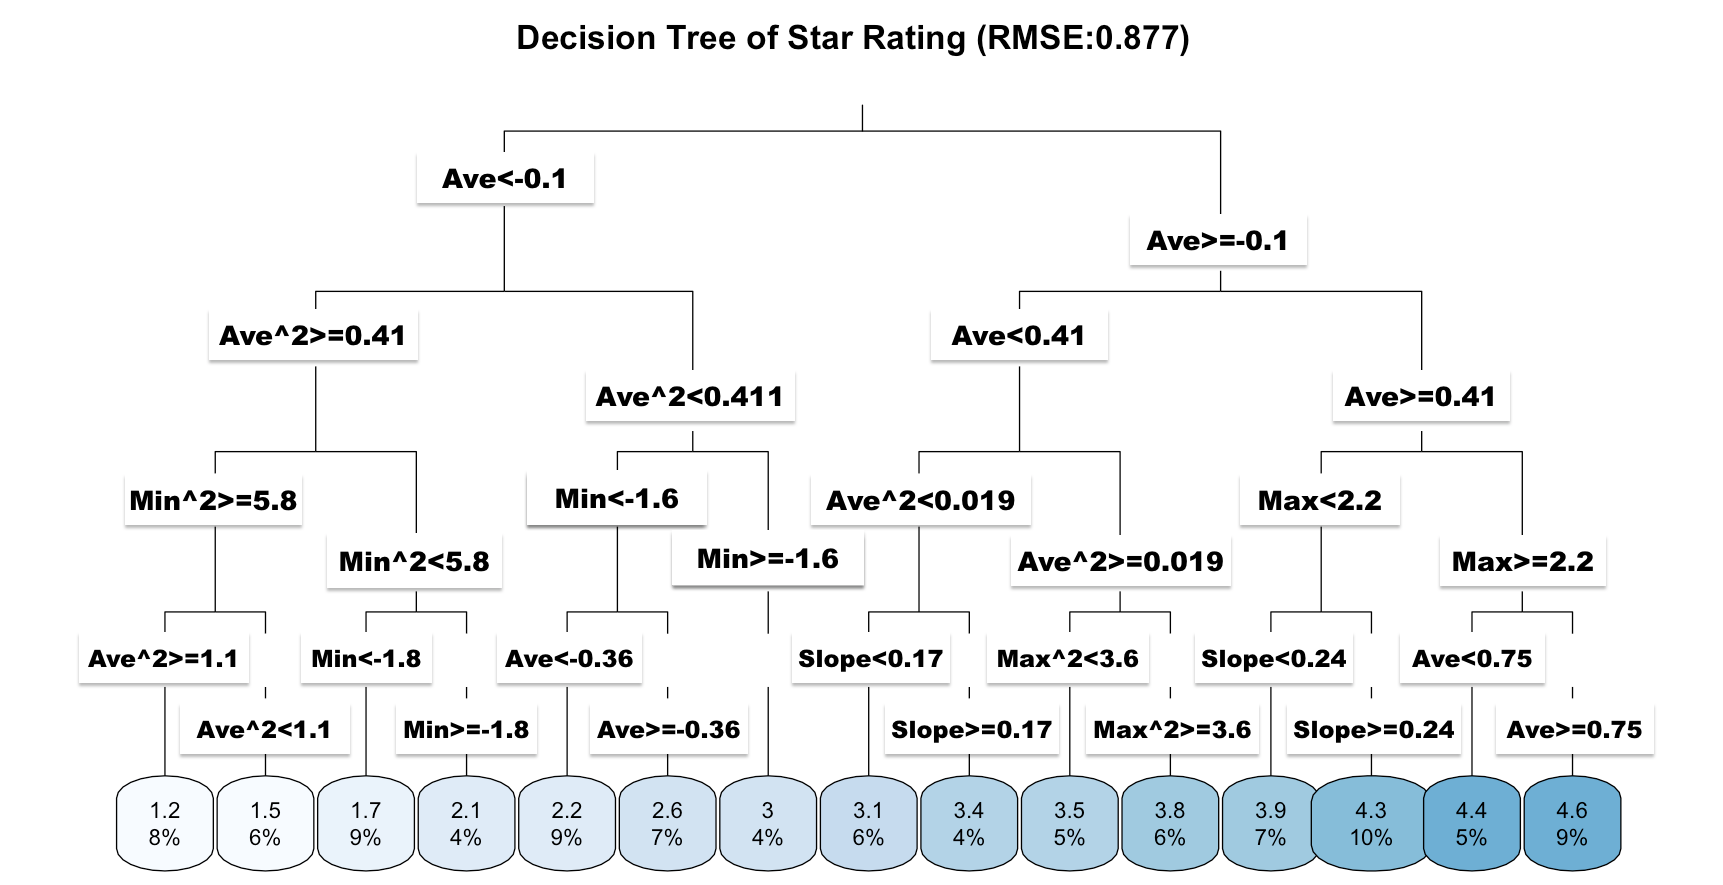 Decision Tree of Star Rating (RMSE:0.877)
Ave<-0.1
Ave>=-0.1
Ave^2>=0.41
Ave<0.41
Ave^2<0.411
Ave>=0.41
Min^2>=5.8
Min<-1.6
Ave^2<0.019
Max<2.2
Min^2<5.8
Min>=-1.6
Ave^2>=0.019
Max>=2.2
Ave^2>=1.1
Min<-1.8
Ave<-0.36
Slope<0.17
Max^2<3.6
Slope<0.24
Ave<0.75
Ave^2<1.1
Min>=-1.8
Ave>=-0.36
Slope>=0.17
Max^2>=3.6
Slope>=0.24
Ave>=0.75
1.2 1.5 1.7 2.1 2.2 2.6 3 3.1 3.4 3.5 3.8 3.9 4.3 4.4 4.6
8% 6% 9% 4% 9% 7% 4% 6% 4% 5% 6% 7% 10% 5% 9%